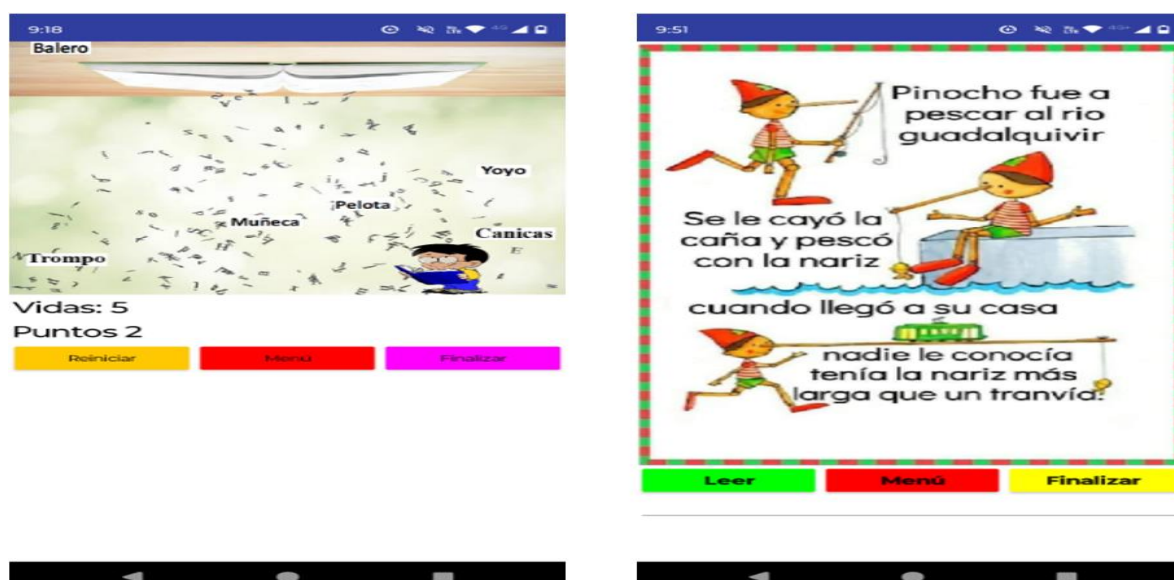 9:18
Balero
Yoyo
Pelota
Muñeca
Canicas
Trompo
E
Vidas: 5
Puntos 2
Reiniciar
Menú
Finalizar
9:51
Pinocho fue a
pescar al rio
guadalquivir
Se le cayó la
caña y pescó
con la nariz
cuando llegó a su casa
nadie le conocía
tenía la nariz más
larga que un tranvía.
Leer
Menú
Finalizar